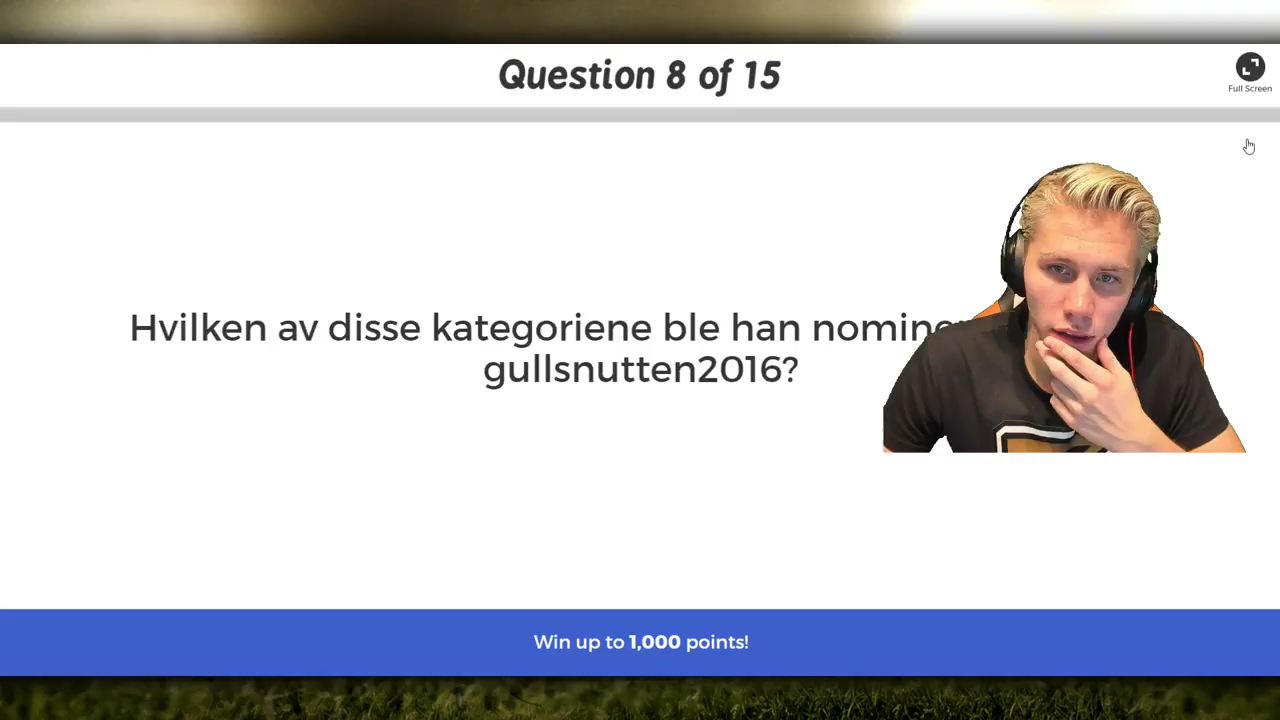 Question 8 of 15
Full Screen
Hvilken av disse kategoriene ble han
gullsnutten2016?
Win up to 1,000 points!